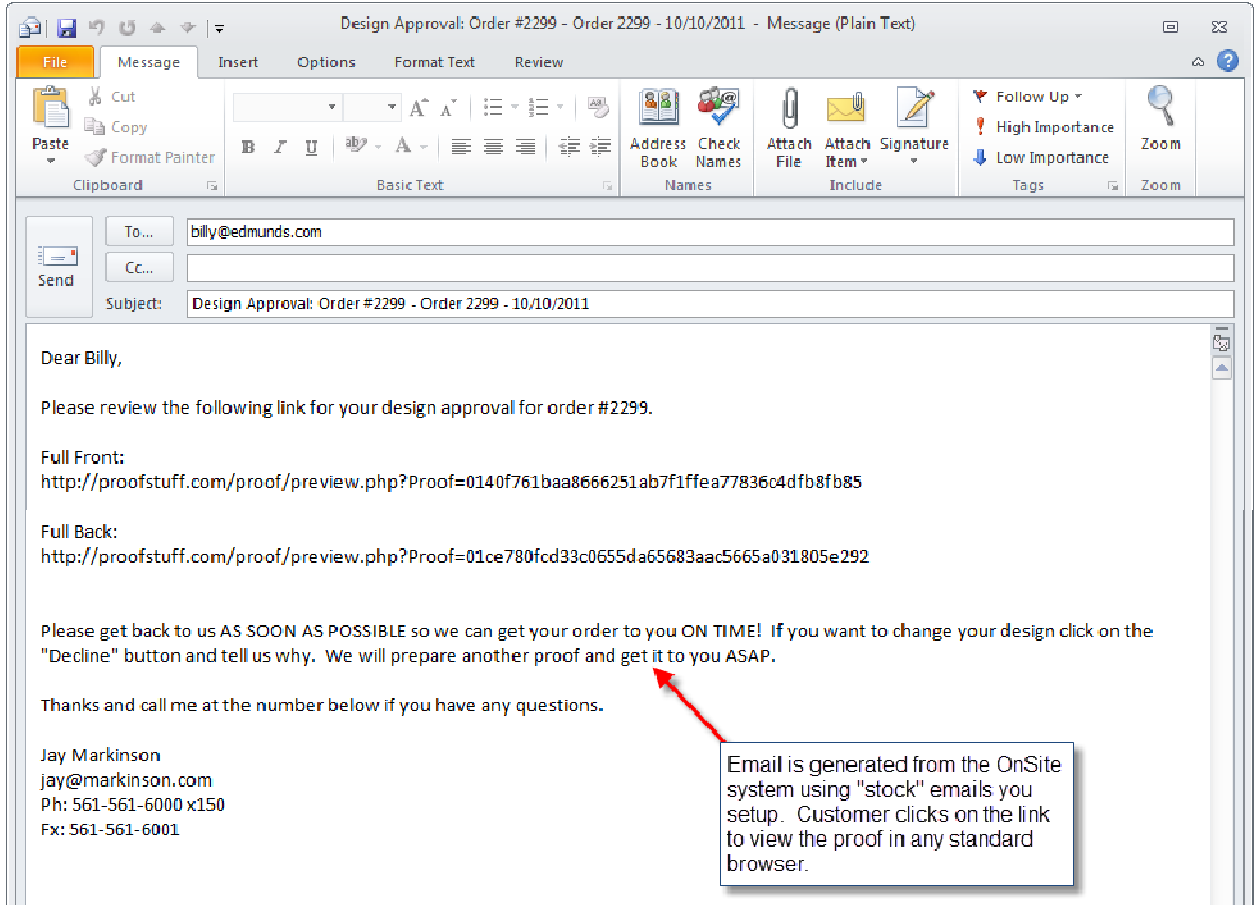 Design Approval: Order #2299 - Order 2299 - 10/10/2011 - Message (Plain Text)
File Message Insert Options Format Text Review
Paste
Cut
Copy
Format Painter
Clipboard
B I U
Basic Text
Address Book
Check Names
Names
Attach File
Attach Item
Signature
Include
Follow Up
High Importance
Low Importance
Tags
Zoom
Zoom
Send
To... billy@edmunds.com
Cc...
Subject: Design Approval: Order #2299 - Order 2299 - 10/10/2011
Dear Billy,
Please review the following link for your design approval for order #2299.
Full Front:
http://proofstuff.com/proof/preview.php?Proof=0140f761baa8666251ab7f1ffea77836c4dfb8fb85
Full Back:
http://proofstuff.com/proof/preview.php?Proof=01ce780fcd33c0655da65683aac5665a031805e292
Please get back to us AS SOON AS POSSIBLE so we can get your order to you ON TIME!  If you want to change your design click on the
"Decline" button and tell us why.  We will prepare another proof and get it to you ASAP.
Thanks and call me at the number below if you have any questions.
Jay Markinson
jay@markinson.com
Ph: 561-561-6000 x150
Fx: 561-561-6001
Email is generated from the OnSite
system using "stock" emails you
setup.  Customer clicks on the link
to view the proof in any standard
browser.